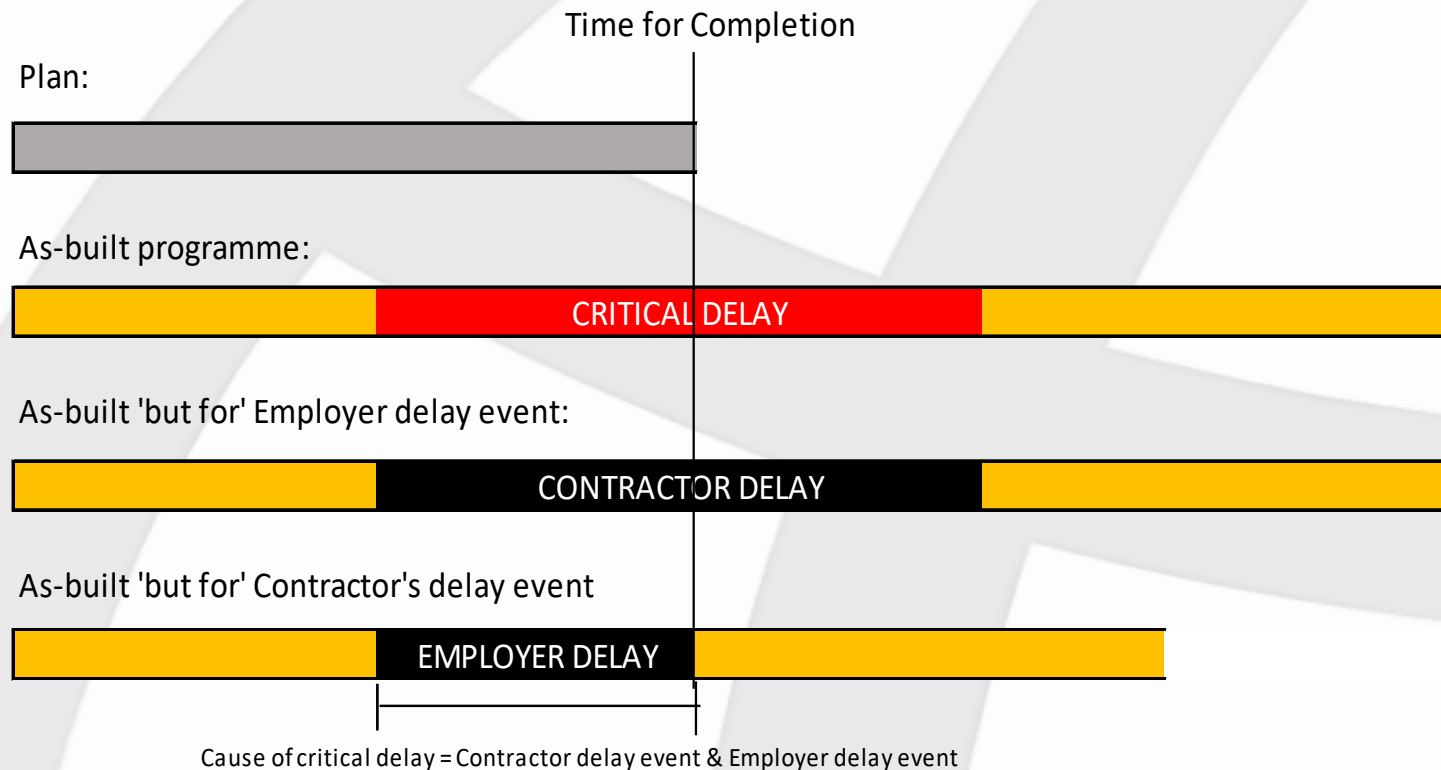 Time for Completion
Plan:
As-built programme:
CRITICAL DELAY
As-built 'but for' Employer delay event:
CONTRACTOR DELAY
As-built 'but for' Contractor's delay event
EMPLOYER DELAY
Cause of critical delay = Contractor delay event & Employer delay event